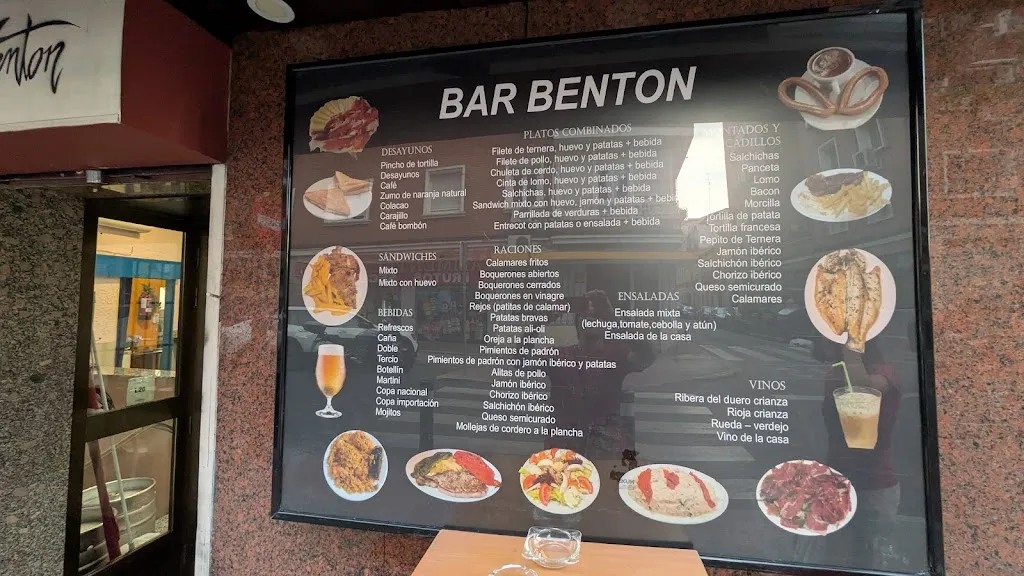 BAR BENTON
DESAYUNOS
Pincho de tortilla
Desayunos
Café
Zumo de naranja natural
Colacao
Carajillo
Café bombón
SANDWICHES
Mixto
Mixto con huevo
BEBIDAS
Refrescos
Caña
Doble
Tercio
Botellín
Martini
Copa nacional
Copa importación
Mojitos
PLATOS COMBINADOS
Filete de ternera, huevo y patatas + bebida
Filete de pollo, huevo y patatas + bebida
Chuleta de cerdo, huevo y patatas + bebida
Cinta de lomo, huevo y patatas + bebida
Salchichas, huevo y patatas + bebida
Sandwich mixto con huevo, jamón y patatas + bebida
Parrillada de verduras + bebida
Entrecot con patatas o ensalada + bebida
RACIONES
Calamares fritos
Boquerones abiertos
Boquerones cerrados
Boquerones en vinagre
Rejos (patitas de calamar)
Patatas bravas
Patatas ali-oli
Oreja a la plancha
Pimientos de padrón
Pimientos de padrón con jamón ibérico y patatas
Alitas de pollo
Jamón ibérico
Chorizo ibérico
Salchichón ibérico
Queso semicurado
Mollejas de cordero a la plancha
ENSALADAS
Ensalada mixta
(lechuga,tomate,cebolla y atún)
Ensalada de la casa
Y
Salchichas
Panceta
Lomo
Bacon
Morcilla
Tortilla de patata
Tortilla francesa
Pepito de Ternera
Jamón ibérico
Salchichón ibérico
Chorizo ibérico
Queso semicurado
Calamares
VINOS
Ribera del duero crianza
Rioja crianza
Rueda – verdejo
Vino de la casa